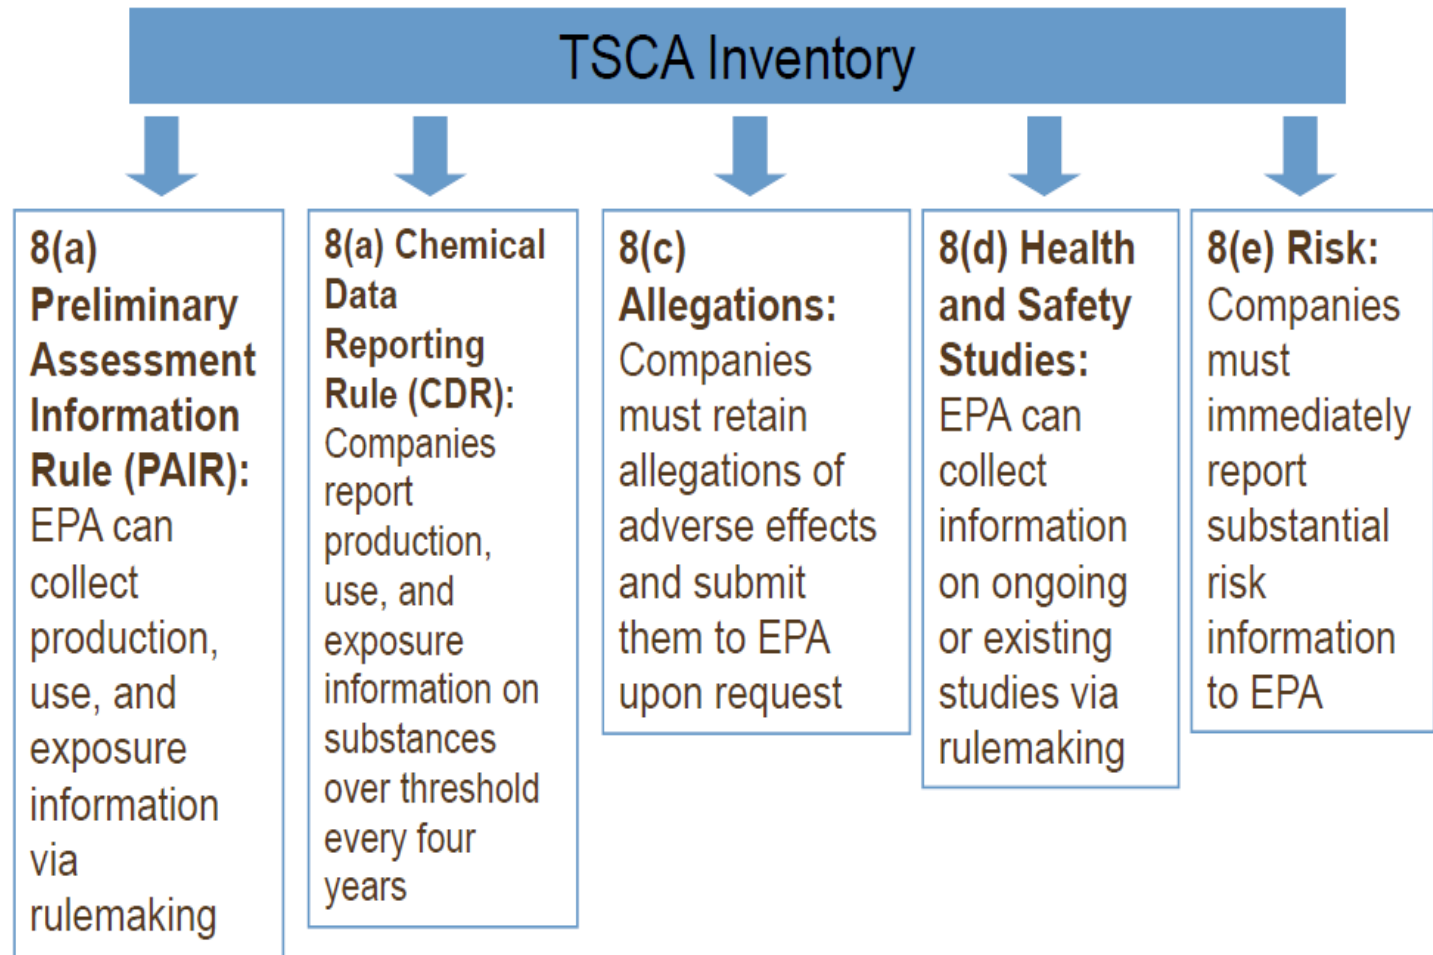 TSCA Inventory
8(a)
Preliminary
Assessment
Information
Rule (PAIR):
EPA can
collect
production,
use, and
exposure
information
via
rulemaking
8(a) Chemical
Data
Reporting
Rule (CDR):
Companies
report
production,
use, and
exposure
information on
substances
over threshold
every four
years
8(c)
Allegations:
Companies
must retain
allegations of
adverse effects
and submit
them to EPA
upon request
8(d) Health
and Safety
Studies:
EPA can
collect
information
on ongoing
or existing
studies via
rulemaking
8(e) Risk:
Companies
must
immediately
report
substantial
risk
information
to EPA